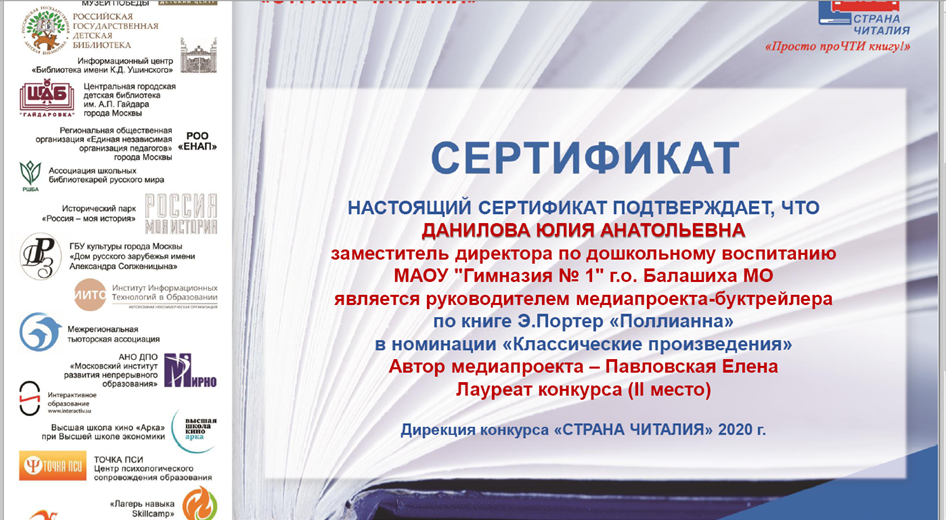 МУЗЕЙ ПОБЕДЫ
РОССИЙСКАЯ
ГОСУДАРСТВЕННАЯ
ДЕТСКАЯ
БИБЛИОТЕКА
Информационный центр
«Библиотека имени К.Д. Ушинского»
ЦГДБ
"ГАЙДАРОВКА"
Центральная городская
детская библиотека
им. А.П. Гайдара
города Москвы
Региональная общественная
организация «Единая независимая
организация педагогов»
города Москвы
РОО
«ЕНАП»
РШБА
Ассоциация школьных
библиотекарей русского мира
Исторический парк
«Россия – моя история»
РОССИЯ
МОЯ ИСТОРИЯ
ДРЗ
ГБУ культуры города Москвы
«Дом русского зарубежья имени
Александра Солженицына»
ИИТО
Институт Информационных
Технологий в Образовании
Межрегиональная
тьюторская ассоциация
АНО ДПО
«Московский институт
развития непрерывного
образования»
МИРНО
Интерактивное
образование
www.interactiv.su
Высшая школа кино «Арка»
при Высшей школе экономики
высшая
школа
кино
арка
ТОЧКА ПСИ
ТОЧКА ПСИ
Центр психологического
сопровождения образования
«Лагерь навыка
Skillcamp»
«СТРАНА ЧИТАЛИЯ»
СТРАНА
ЧИТАЛИЯ
«Просто проЧТИ книгу!»
СЕРТИФИКАТ
НАСТОЯЩИЙ СЕРТИФИКАТ ПОДТВЕРЖДАЕТ, ЧТО
ДАНИЛОВА ЮЛИЯ АНАТОЛЬЕВНА
заместитель директора по дошкольному воспитанию
МАОУ "Гимназия № 1" г.о. Балашиха МО
является руководителем медиапроекта-буктрейлера
по книге Э.Портер «Поллианна»
в номинации «Классические произведения»
Автор медиапроекта – Павловская Елена
Лауреат конкурса (II место)
Дирекция конкурса «СТРАНА ЧИТАЛИЯ» 2020 г.